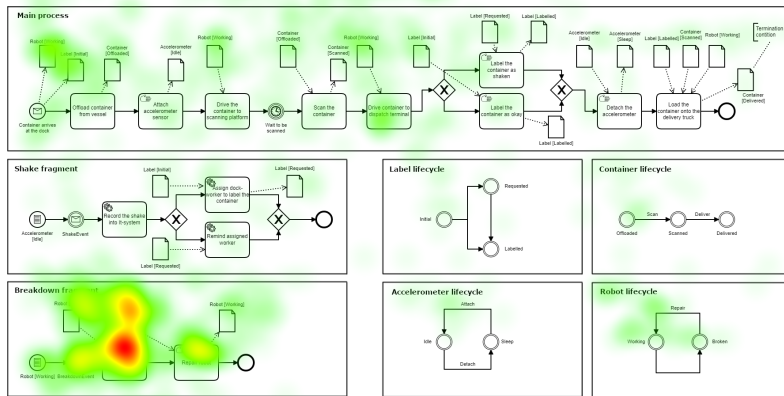 Main process
Robot [Working]
Label [Initial]
Container
[Offloaded]
Accelerometer
[Idle]
Robot [Working]
Container
[Offloaded]
Container
[Scanned]
Robot [Working]
Label [Initial]
Label [Requested]
Label [Labelled]
Accelerometer
[Idle]
Accelerometer
[Sleep]
Label [Labelled]
Container
[Scanned]
Robot [Working]
Termination
condition
Container arrives
at the dock
Offload container
from vessel
Attach
accelerometer
sensor
Drive the
container to
scanning platform
Wait to be
scanned
Scan the
container
Drive container to
dispatch terminal
Label the
container as
shaken
Label the
container as okay
Label [Labelled]
Detach the
accelerometer
Load the
container onto the
delivery truck
Container
[Delivered]
Shake fragment
Label [Initial]
Label [Requested]
Accelerometer
[Idle]
ShakeEvent
Record the shake
into it-system
Assign dock-
worker to label the
container
Remind assigned
worker
Label [Requested]
Label lifecycle
Initial
Requested
Labelled
Container lifecycle
Scan
Deliver
Offloaded
Scanned
Delivered
Breakdown
Robot [Working]
Robot [Working]
Accelerometer lifecycle
Attach
Idle
Sleep
Detach
Robot lifecycle
Repair
Working
Broken